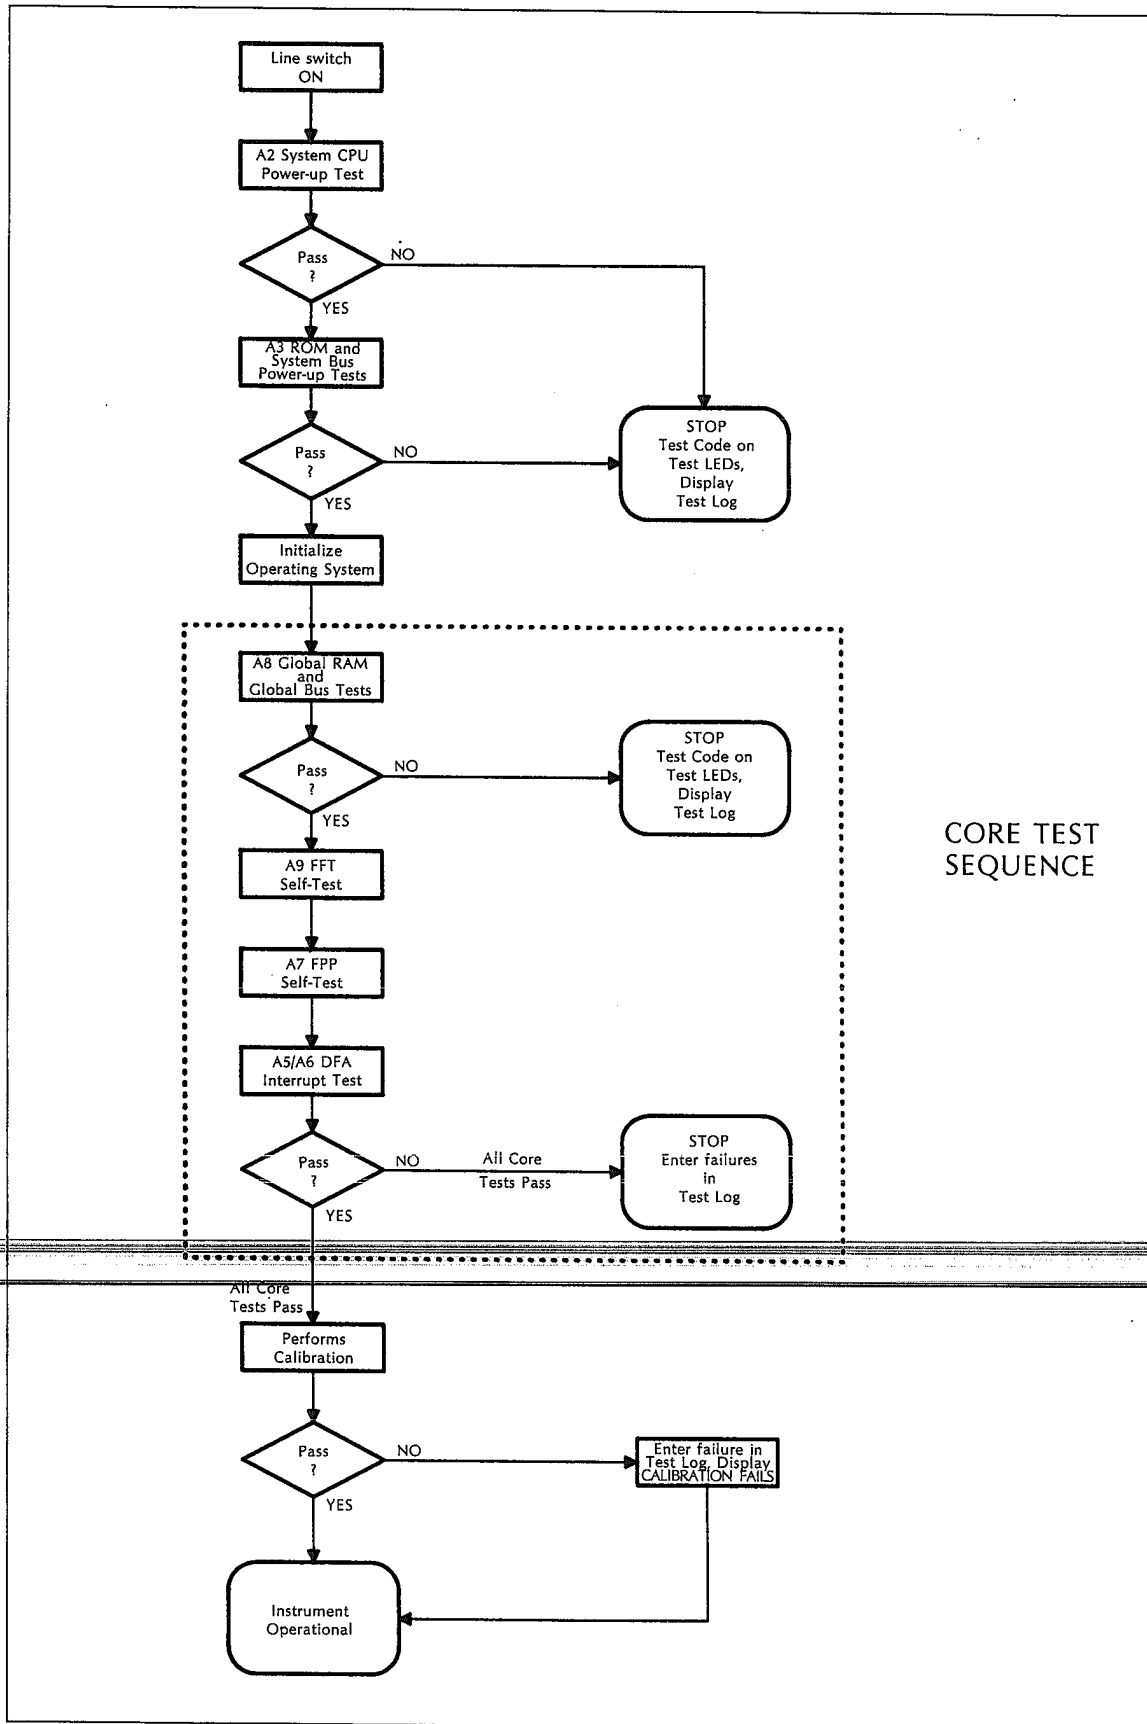 Line switch
ON
A2 System CPU
Power-up Test
Pass
?
NO
YES
A3 ROM and
System Bus
Power-up Tests
Pass
?
NO
YES
STOP
Test Code on
Test LEDs,
Display
Test Log
Initialize
Operating System
A8 Global RAM
and
Global Bus Tests
Pass
?
NO
YES
STOP
Test Code on
Test LEDs,
Display
Test Log
CORE TEST
SEQUENCE
A9 FFT
Self-Test
A7 FPP
Self-Test
A5/A6 DFA
Interrupt Test
Pass
?
NO
YES
All Core
Tests Pass
STOP
Enter failures
in
Test Log
All Core
Tests Pass
Performs
Calibration
Pass
?
NO
YES
Enter failure in
Test Log, Display
CALIBRATION FAILS
Instrument
Operational